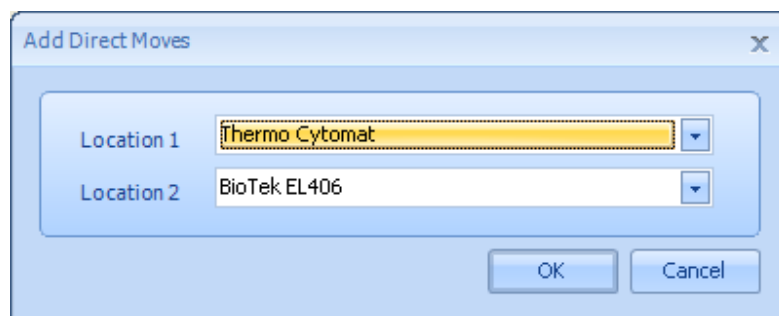 Add Direct Moves
Location 1 Thermo Cytomat
Location 2 BioTek EL406
OK Cancel